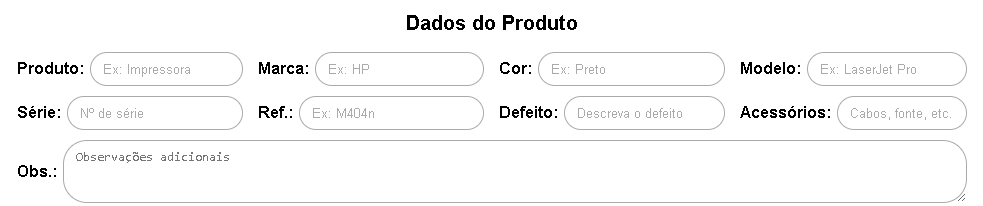 Dados do Produto
Produto: Ex: Impressora Marca: Ex: HP Cor: Ex: Preto Modelo: Ex: LaserJet Pro
Série: Nº de série Ref.: Ex: M404n Defeito: Descreva o defeito Acessórios: Cabos, fonte, etc.
Obs.: Observações adicionais